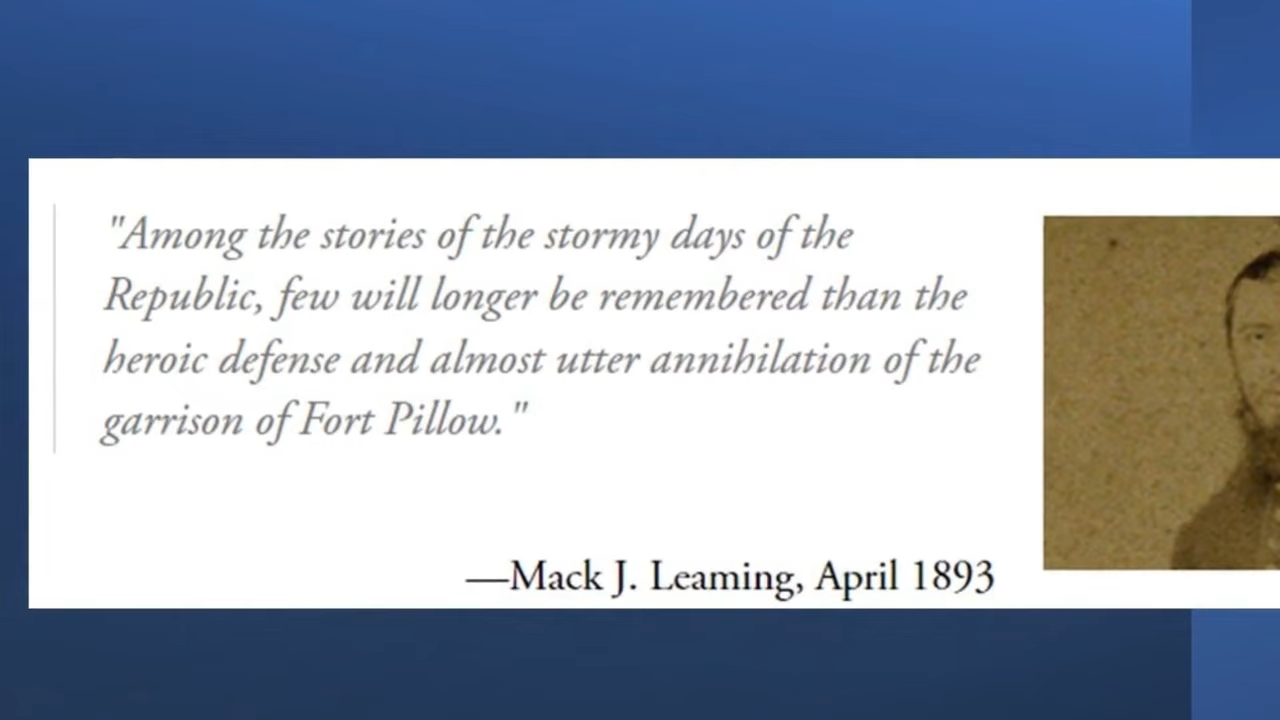 "Among the stories of the stormy days of the
Republic, few will longer be remembered than the
heroic defense and almost utter annihilation of the
garrison of Fort Pillow."
—Mack J. Leaming, April 1893